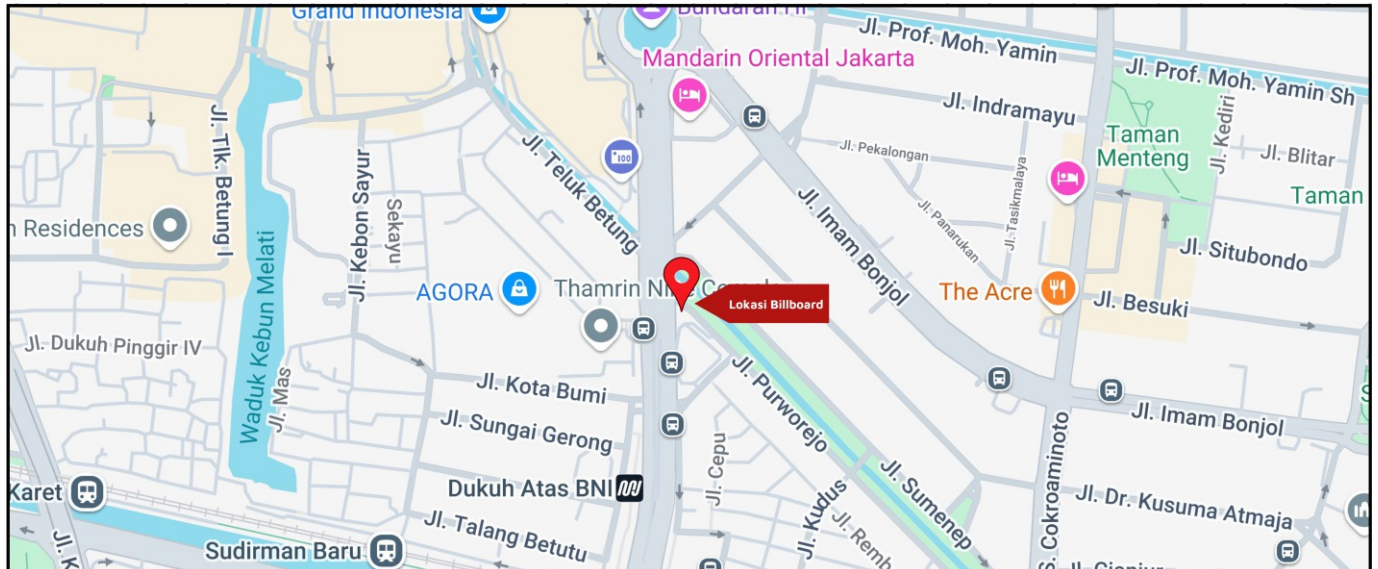 Grand Indonesia
Bundaran HI
Jl. Prof. Moh. Yamin
Jl. Prof. Moh. Yamin Sh
Mandarin Oriental Jakarta
Jl. Indramayu
Jl. Kediri
Jl. Tlk. Betung I
Jl. Teluk Betung
Jl. Pekalongan
Taman
Menteng
Jl. Blitar
Jl. Kebon Sayur
Sekayu
Jl. Tasikmalaya
Taman
Residences
Jl. Imam Bonjol
Jl. Panarukan
Jl. Situbondo
Waduk Kebun Melati
AGORA
Thamrin Nine
Lokasi Billboard
The Acre
Jl. Besuki
Jl. Dukuh Pinggir IV
Jl. Mas
Jl. Kota Bumi
Jl. Purworejo
Jl. Sungai Gerong
Jl. Imam Bonjol
Jl. Cepu
S. Cokroaminoto
Karet
Dukuh Atas BNI
Jl. Kudus
Jl. Sumenep
Jl. Dr. Kusuma Atmaja
Jl. Talang Betutu
Jl. Remb
Sudirman Baru
Jl. K